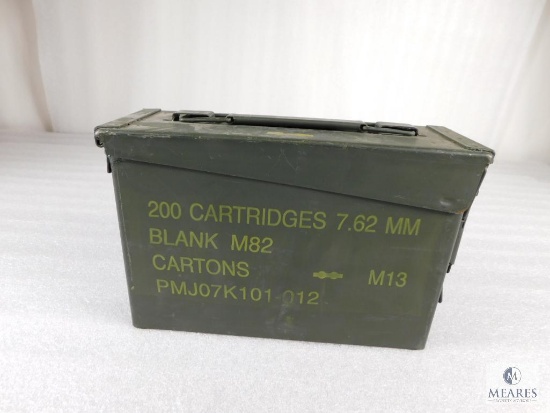 200 CARTRIDGES 7.62 MM
BLANK M82
CARTONS M13
PMJ07K101-012
M
MEARES